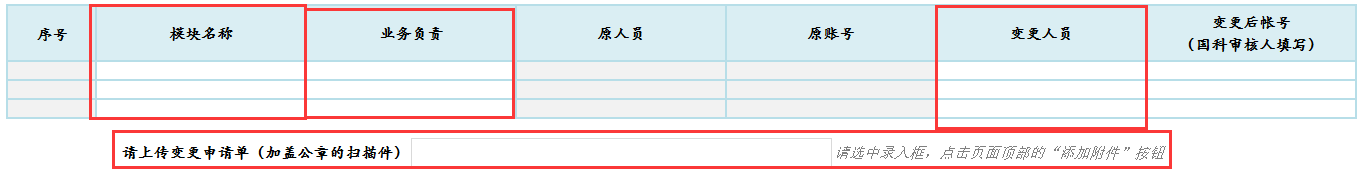 序号 模块名称 业务负责 原人员 原账号 变更人员 变更后帐号
（国科审核人填写）
请上传变更申请单（加盖公章的扫描件） 请选中录入框，点击页面顶部的“添加附件”按钮